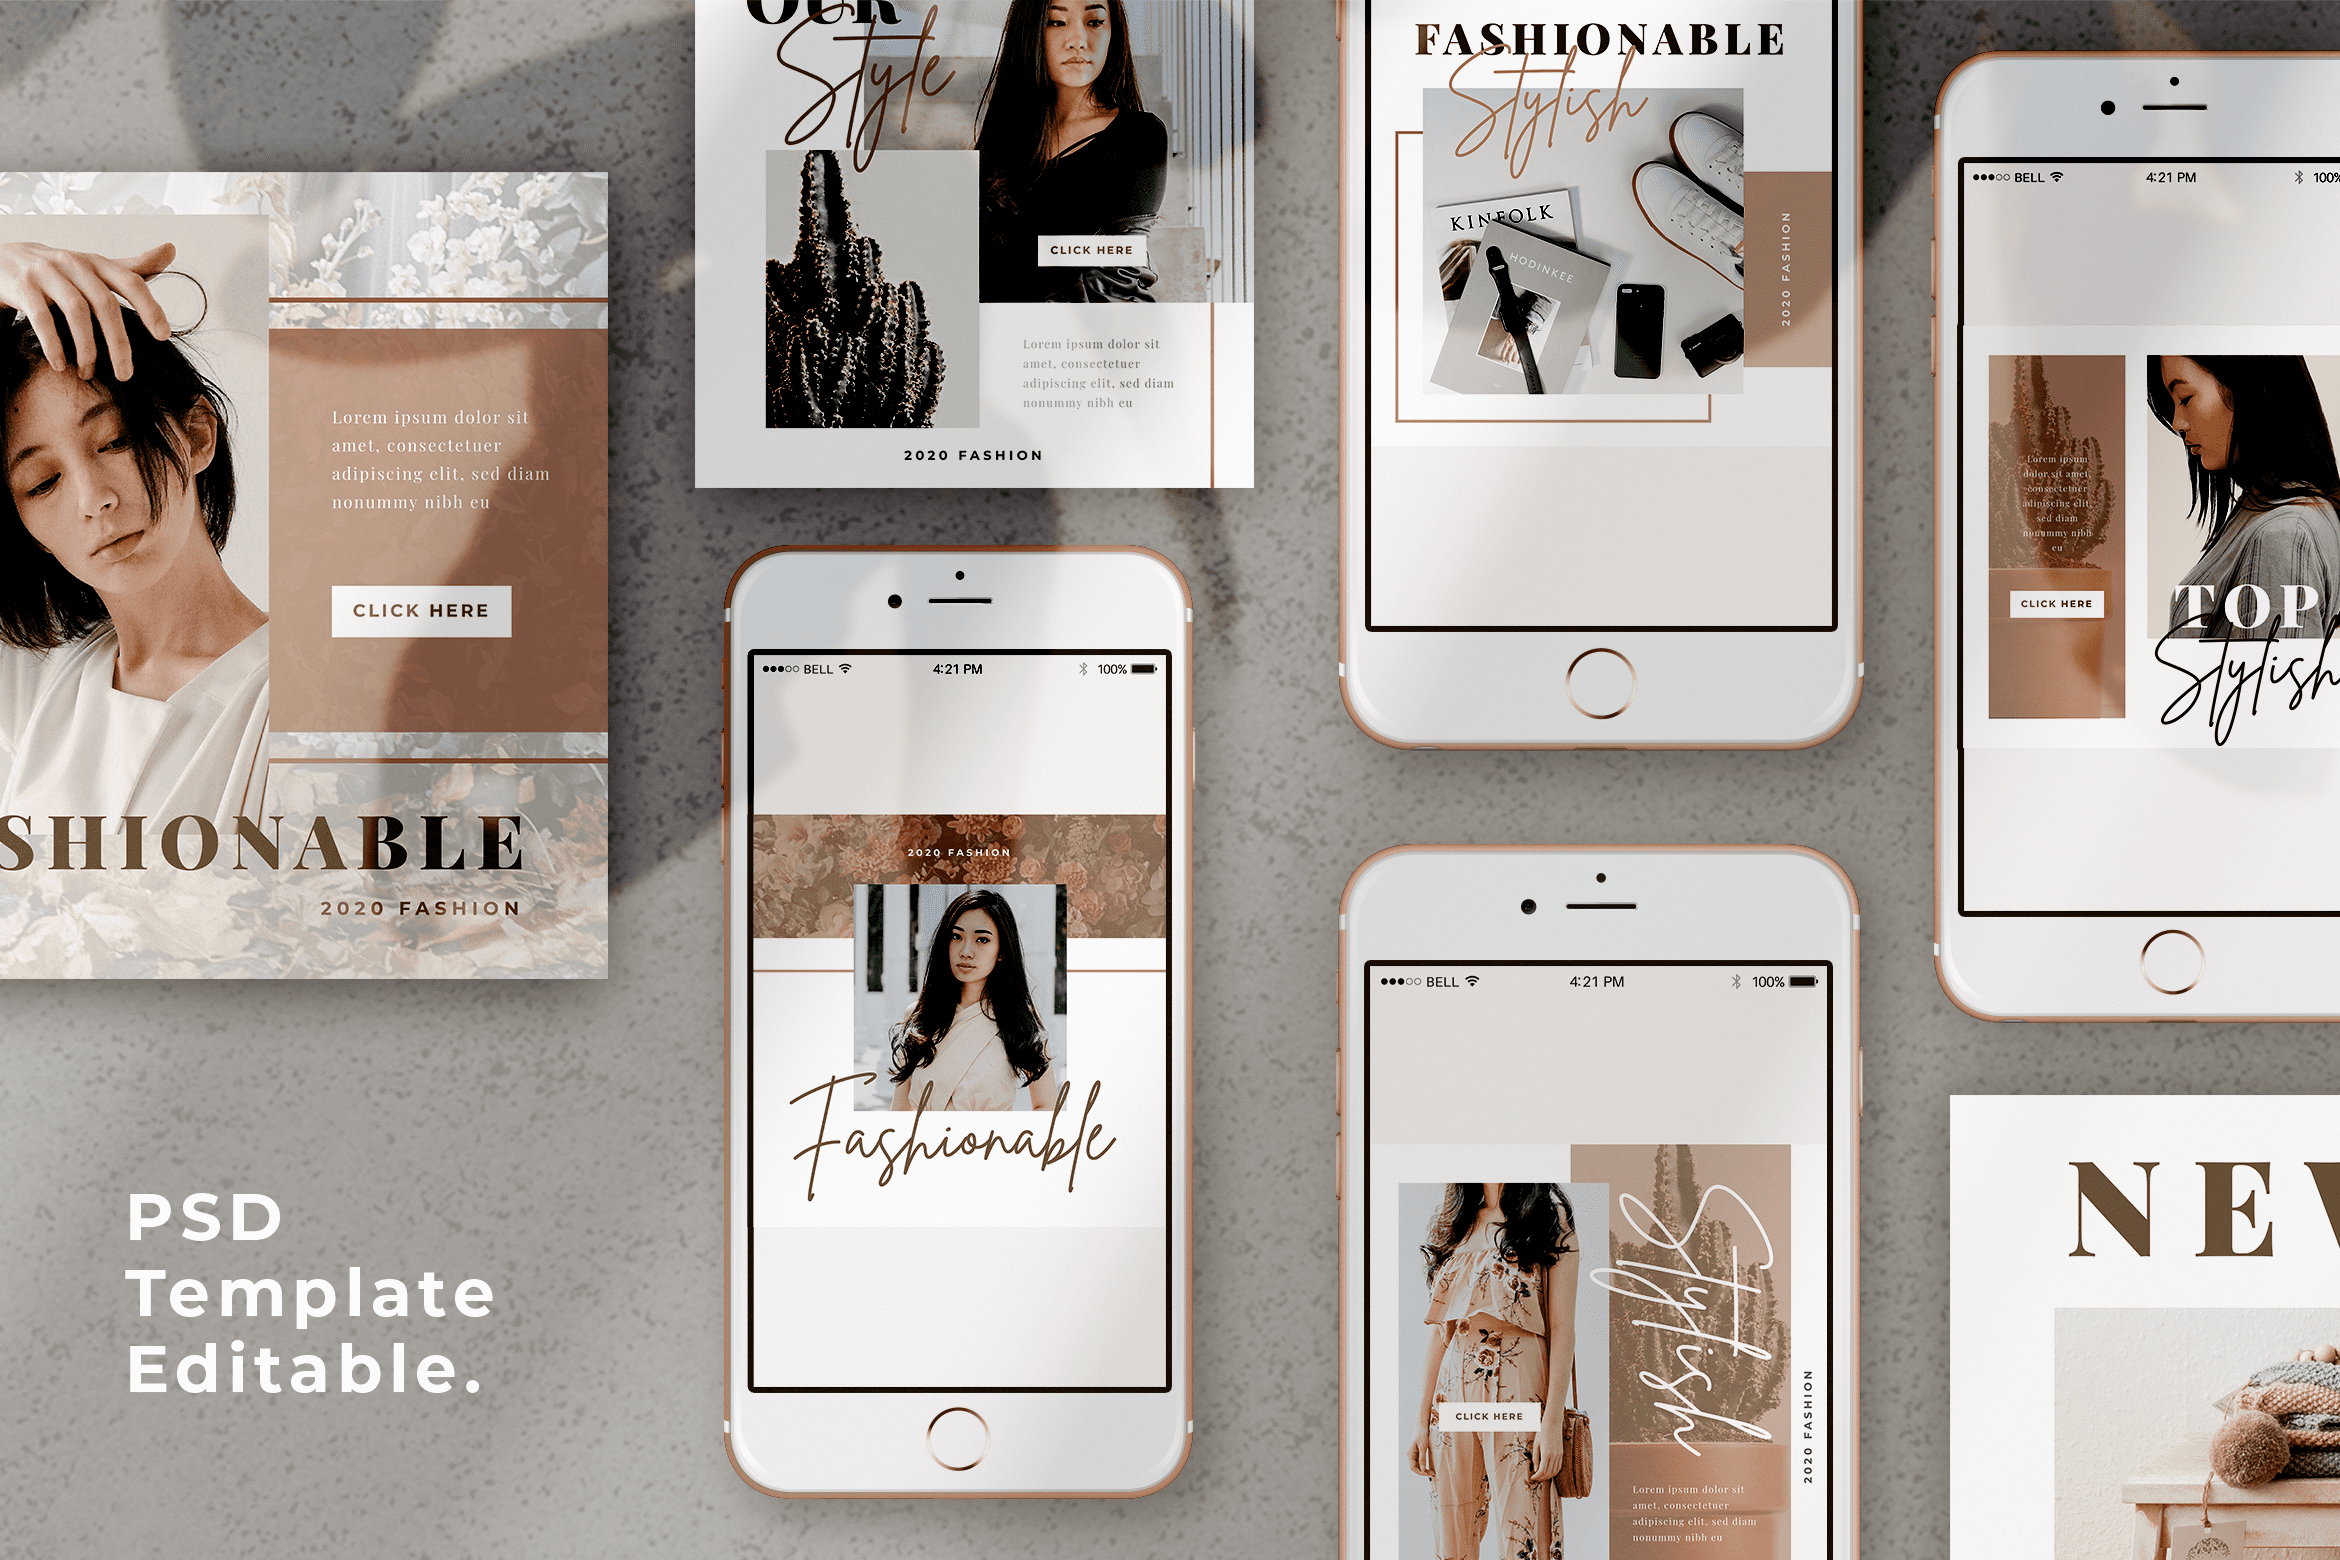 OUR
Style
CLICK HERE
Lorem ipsum dolor sit
amet, consectetuer
adipiscing elit, sed diam
nonummy nibh eu
2020 FASHION
FASHIONABLE
Stylish
KINFOLK
HODINKEE
2020 FASHION
●●●○○ BELL
4:21 PM
100%
Lorem ipsum
dolor sit amet,
consectetuer
adipiscing elit,
sed diam
nonummy nibh
eu
CLICK HERE
TOP
Stylish
Lorem ipsum dolor sit
amet, consectetuer
adipiscing elit, sed diam
nonummy nibh eu
CLICK HERE
SHIONABLE
2020 FASHION
●●●○○ BELL
4:21 PM
100%
2020 FASHION
Fashionable
●●●○○ BELL
4:21 PM
100%
Stylish
CLICK HERE
2020 FASHION
Lorem ipsum dolor sit
amet, consectetuer
adipiscing elit, sed diam
nonummy nibh eu
NEW
PSD
Template
Editable.